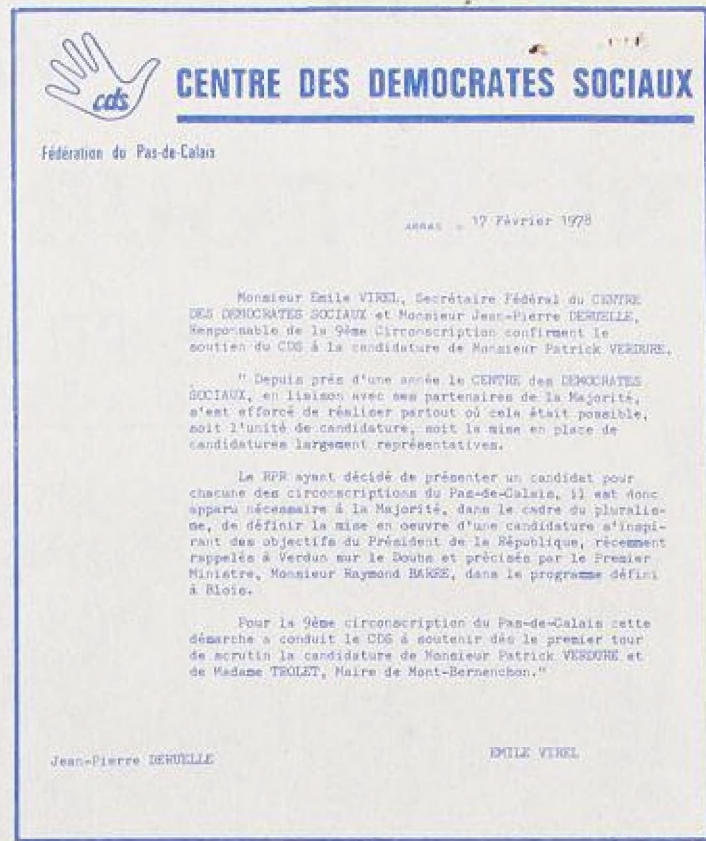 cds
CENTRE DES DEMOCRATES SOCIAUX
Fédération du Pas-de-Calais
ARRAS, 17 Février 1978
Monsieur Emile VIREL, Secrétaire Fédéral du CENTRE
DES DEMOCRATES SOCIAUX et Monsieur Jean-Pierre DERUELLE,
Responsable de la 9ème Circonscription confirment le
soutien du CDS à la candidature de Monsieur Patrick VERDURE.
" Depuis près d'une année le CENTRE des DEMOCRATES
SOCIAUX, en liaison avec ses partenaires de la Majorité,
s'est efforcé de réaliser partout où cela était possible,
soit l'unité de candidature, soit la mise en place de
candidatures largement représentatives.
Le RPR ayant décidé de présenter un candidat pour
chacune des circonscriptions du Pas-de-Calais, il est donc
apparu nécessaire à la Majorité, dans le cadre du pluralis-
me, de définir la mise en oeuvre d'une candidature s'inspi-
rant des objectifs du Président de la République, récemment
rappelés à Verdun sur le Doubs et précisés par le Premier
Ministre, Monsieur Raymond BARRE, dans le programme défini
à Blois.
Pour la 9ème circonscription du Pas-de-Calais cette
démarche a conduit le CDS à soutenir dès le premier tour
de scrutin la candidature de Monsieur Patrick VERDURE et
de Madame TROLET, Maire de Mont-Bernenchon."
Jean-Pierre DERUELLE
EMILE VIREL